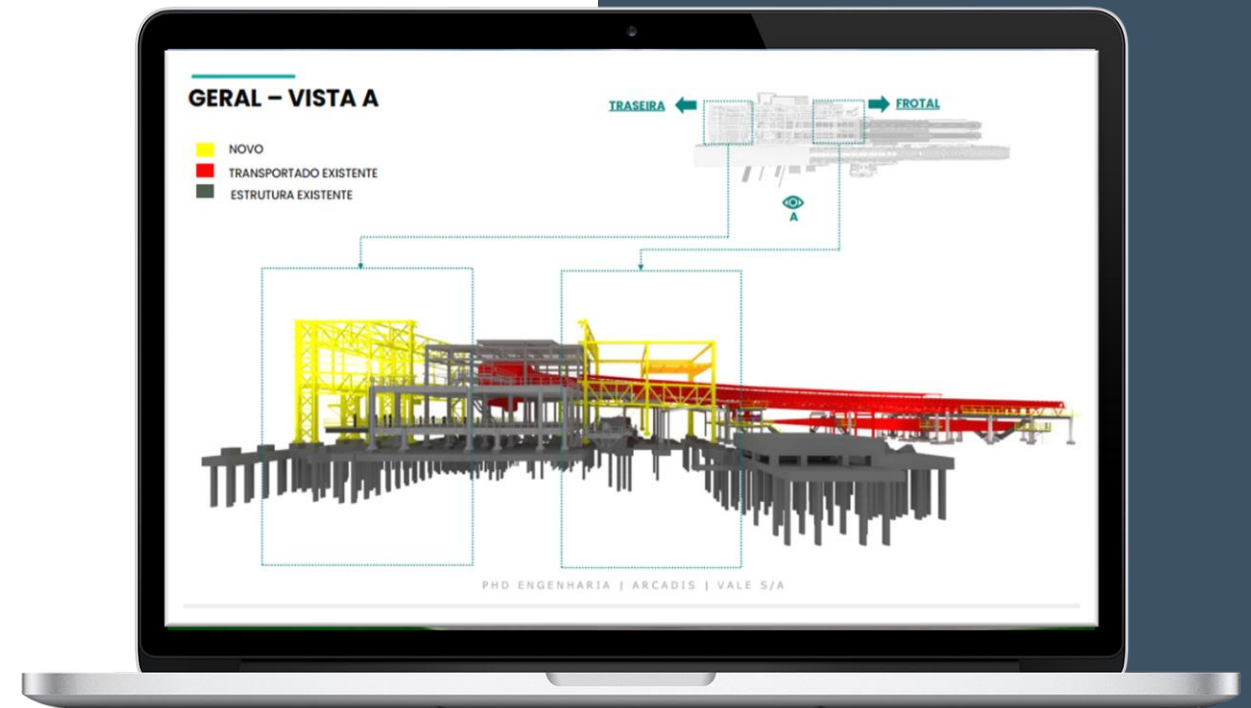 GERAL – VISTA A
TRASEIRA
FROTAL
NOVO
TRANSPORTADO EXISTENTE
ESTRUTURA EXISTENTE
A
PHD ENGENHARIA | ARCADIS | VALE S/A